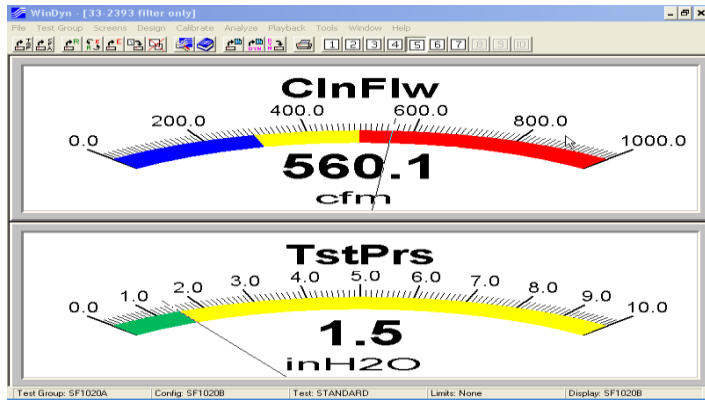 WinDyn - [33-2393 filter only]
File Test Group Screens Design Calibrate Analyze Playback Tools Window Help
1 2 3 4 5 6 7 8 9 10
ClnFlw
0.0 200.0 400.0 600.0 800.0 1000.0
560.1
cfm
TstPrs
0.0 1.0 2.0 3.0 4.0 5.0 6.0 7.0 8.0 9.0 10.0
1.5
inH2O
Test Group: SF1020A Config: SF1020B Test: STANDARD Limits: None Display: SF1020B